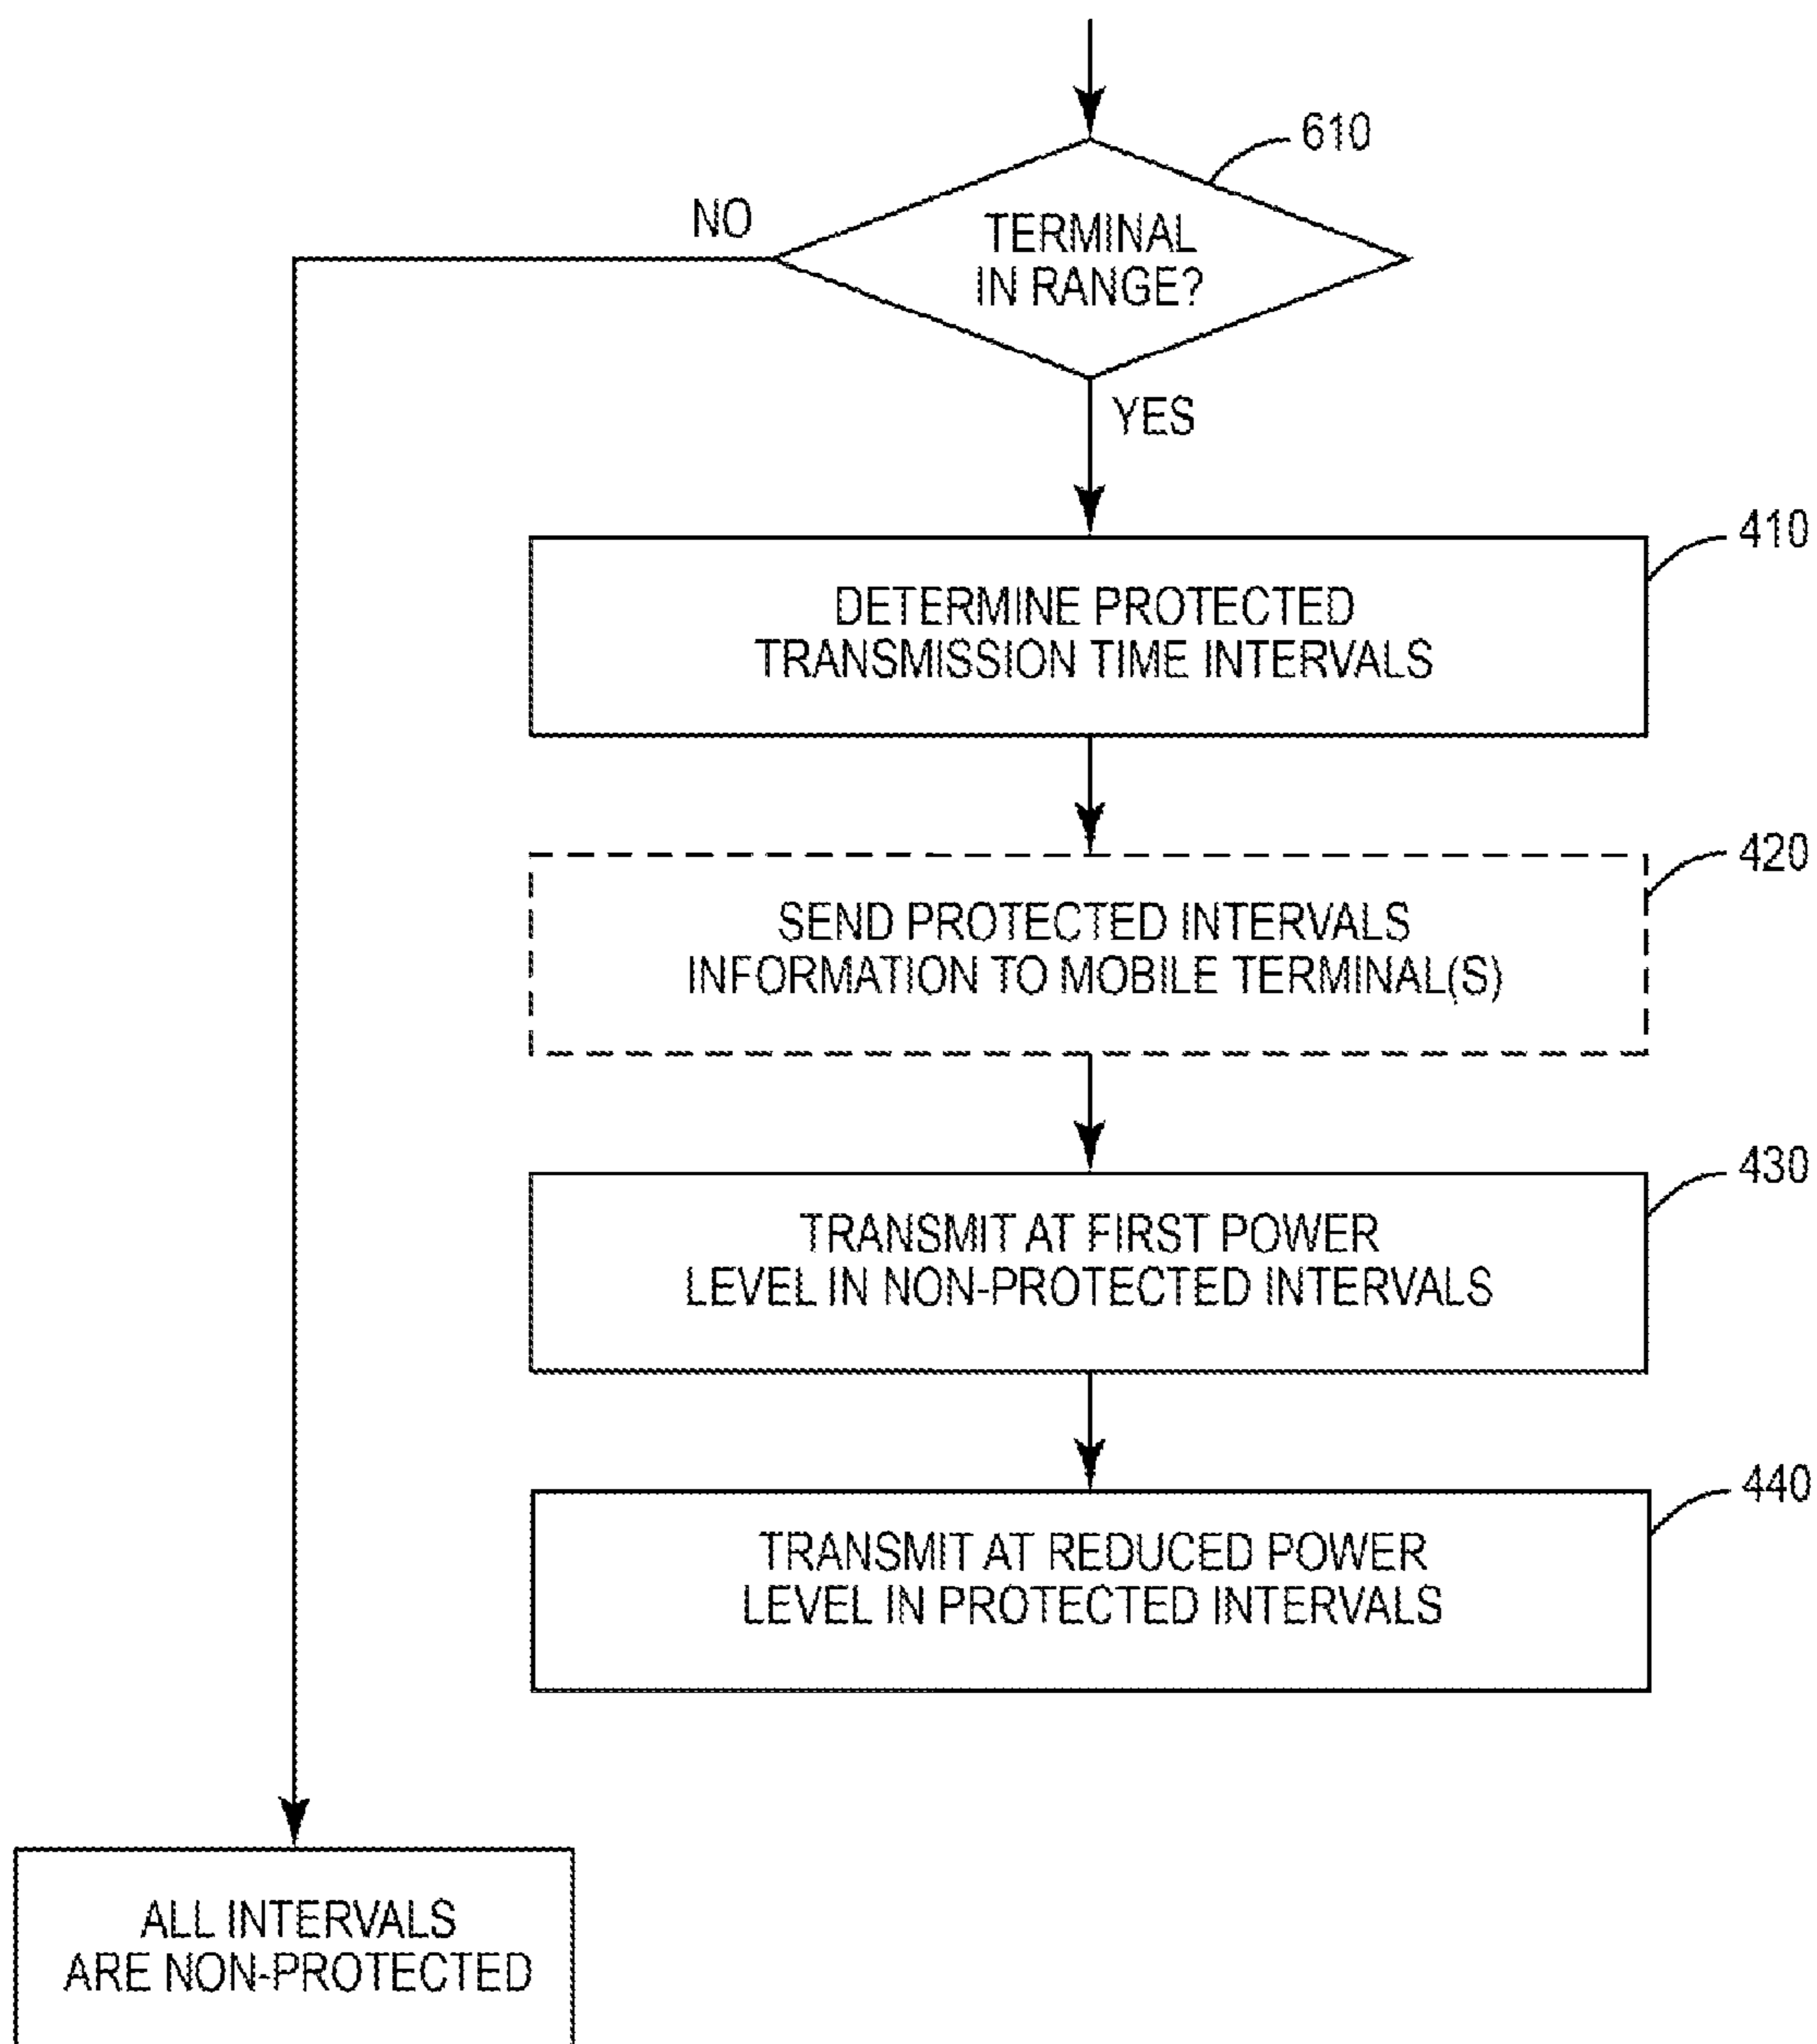 610
NO
TERMINAL
IN RANGE?
YES
410
DETERMINE PROTECTED
TRANSMISSION TIME INTERVALS
420
SEND PROTECTED INTERVALS
INFORMATION TO MOBILE TERMINAL(S)
430
TRANSMIT AT FIRST POWER
LEVEL IN NON-PROTECTED INTERVALS
440
TRANSMIT AT REDUCED POWER
LEVEL IN PROTECTED INTERVALS
ALL INTERVALS
ARE NON-PROTECTED